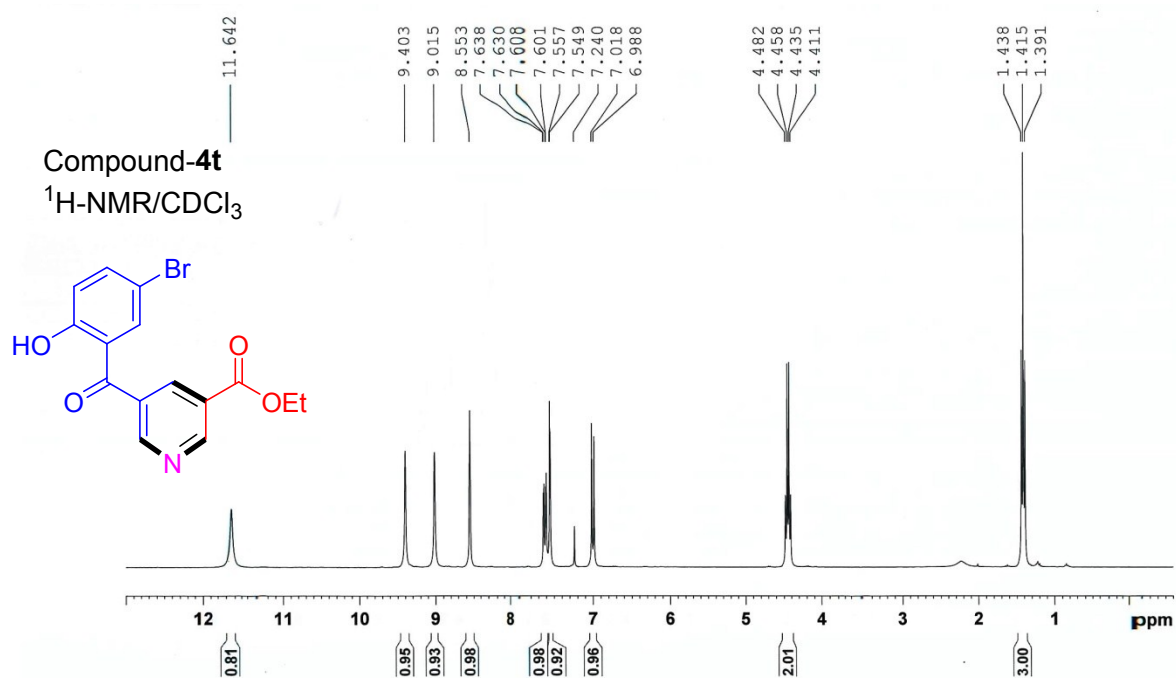 11.642
9.403
9.015
8.553
7.638
7.630
7.608
7.601
7.557
7.549
7.240
7.018
6.988
4.482
4.458
4.435
4.411
1.438
1.415
1.391
Compound-4t
¹H-NMR/CDCl₃
Br
HO
O
O
OEt
N
12 11 10 9 8 7 6 5 4 3 2 1 ppm
0.81 0.95 0.93 0.98 0.98 0.92 0.96 2.01 3.00